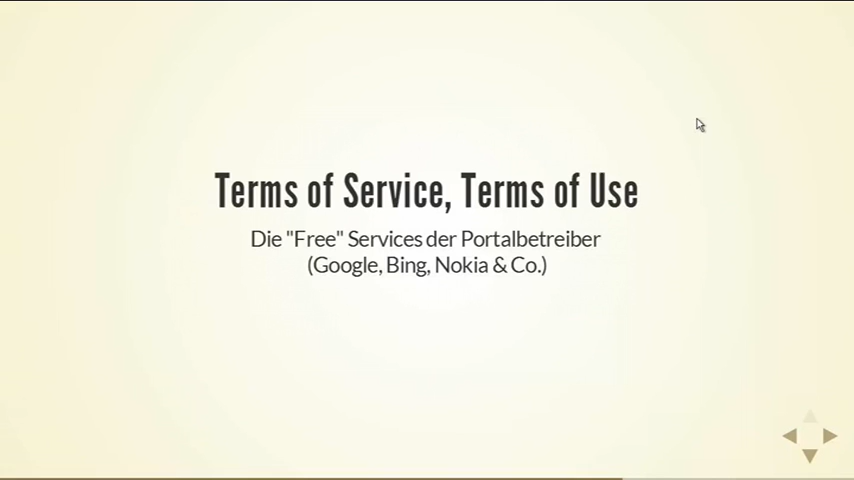 Terms of Service, Terms of Use
Die "Free" Services der Portalbetreiber
(Google, Bing, Nokia & Co.)